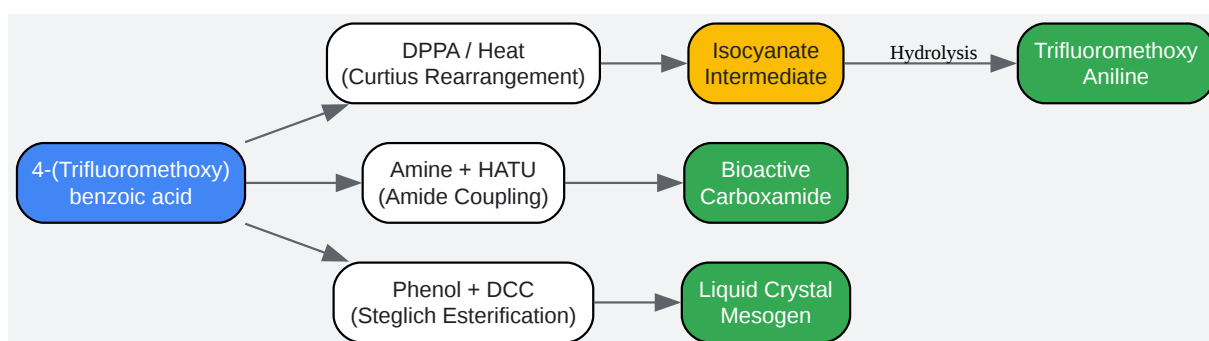 DPPA / Heat
(Curtius Rearrangement)
Isocyanate
Intermediate
Hydrolysis
Trifluoromethoxy
Aniline
4-(Trifluoromethoxy)
benzoic acid
Amine + HATU
(Amide Coupling)
Bioactive
Carboxamide
Phenol + DCC
(Steglich Esterification)
Liquid Crystal
Mesogen